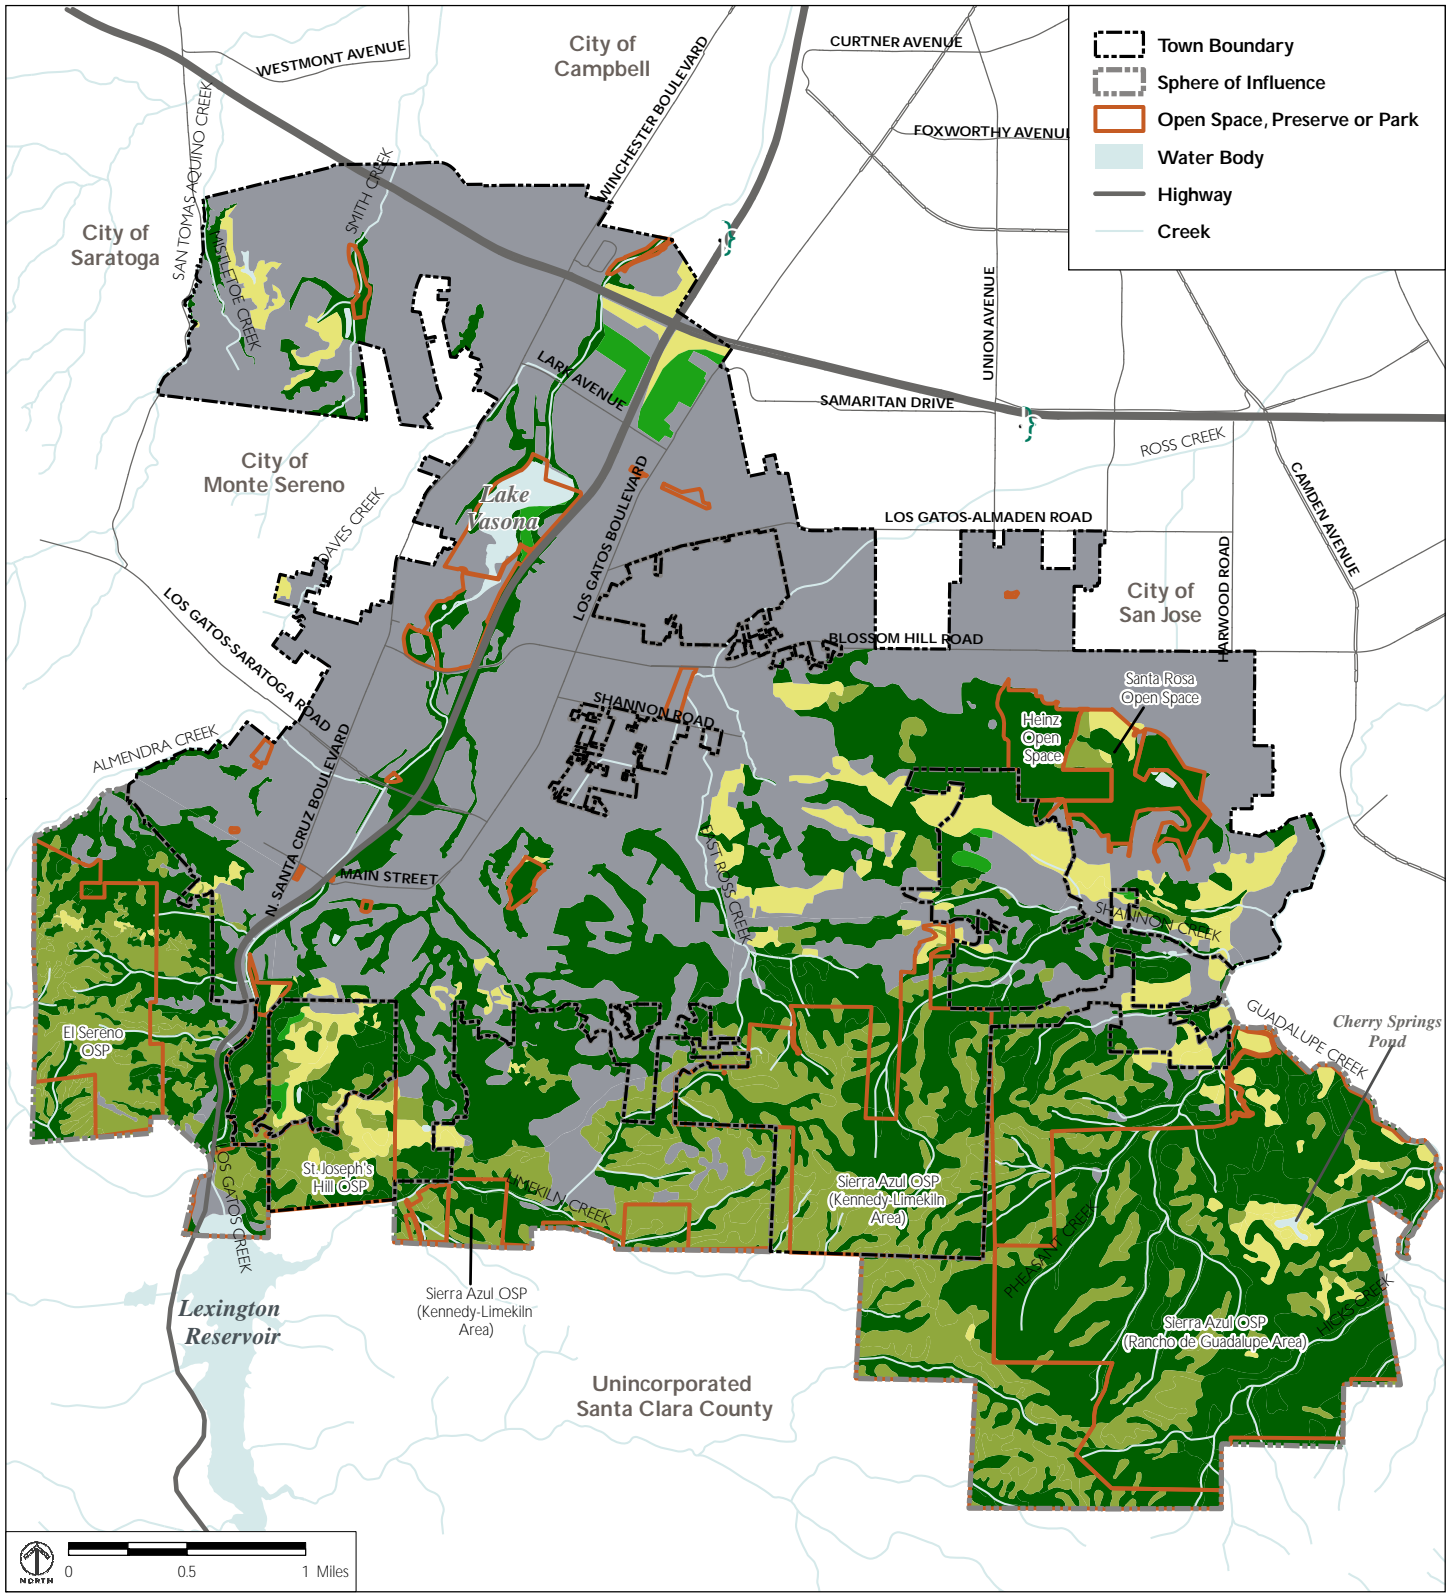 Town Boundary
Sphere of Influence
Open Space, Preserve or Park
Water Body
Highway
Creek
WESTMONT AVENUE
City of
Campbell
WINCHESTER BOULEVARD
CURTNER AVENUE
FOXWORTHY AVENU
SAN TOMAS AQUINO CREEK
SMITH CREEK
City of
Saratoga
MISTLETOE CREEK
UNION AVENUE
LARK AVENUE
SAMARITAN DRIVE
ROSS CREEK
City of
Monte Sereno
CAMDEN AVENUE
Lake
Vasona
DAVES CREEK
LOS GATOS BOULEVARD
LOS GATOS-ALMADEN ROAD
HARWOOD ROAD
City of
San Jose
LOS GATOS-SARATOGA ROAD
BLOSSOM HILL ROAD
SHANNON ROAD
Santa Rosa
Open Space
Heinz
Open
Space
ALMENDRA CREEK
N. SANTA CRUZ BOULEVARD
MAIN STREET
EAST ROSS CREEK
SHANNON CREEK
El Sereno
OSP
GUADALUPE CREEK
Cherry Springs
Pond
St. Joseph's
Hill OSP
LOS GATOS CREEK
LIMEKILN CREEK
Sierra Azul OSP
(Kennedy-Limekiln
Area)
PHEASANT CREEK
Sierra Azul OSP
(Kennedy-Limekiln
Area)
HICKS CREEK
Sierra Azul OSP
(Rancho de Guadalupe Area)
Lexington
Reservoir
Unincorporated
Santa Clara County
NORTH
0 0.5 1 Miles